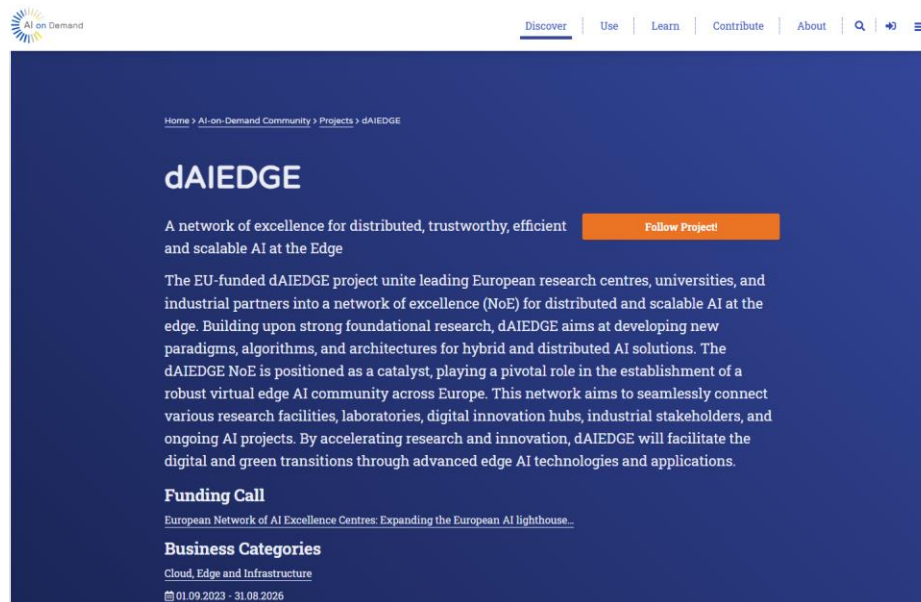 AI on Demand
Discover
Use
Learn
Contribute
About
Home > AI-on-Demand Community > Projects > dAIEDGE
dAIEDGE
A network of excellence for distributed, trustworthy, efficient
and scalable AI at the Edge
Follow Project!
The EU-funded dAIEDGE project unite leading European research centres, universities, and
industrial partners into a network of excellence (NoE) for distributed and scalable AI at the
edge. Building upon strong foundational research, dAIEDGE aims at developing new
paradigms, algorithms, and architectures for hybrid and distributed AI solutions. The
dAIEDGE NoE is positioned as a catalyst, playing a pivotal role in the establishment of a
robust virtual edge AI community across Europe. This network aims to seamlessly connect
various research facilities, laboratories, digital innovation hubs, industrial stakeholders, and
ongoing AI projects. By accelerating research and innovation, dAIEDGE will facilitate the
digital and green transitions through advanced edge AI technologies and applications.
Funding Call
European Network of AI Excellence Centres: Expanding the European AI lighthouse...
Business Categories
Cloud, Edge and Infrastructure
01.09.2023 - 31.08.2026